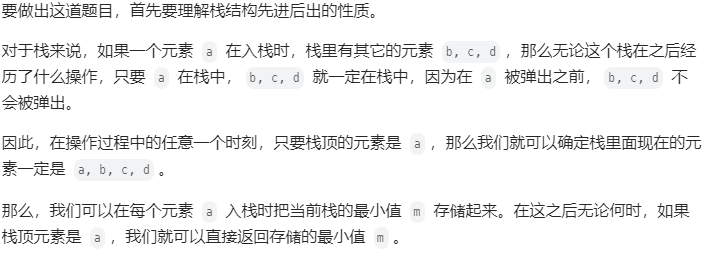 要做出这道题目，首先要理解栈结构先进后出的性质。
对于栈来说，如果一个元素 a 在入栈时，栈里有其它的元素 b, c, d，那么无论这个栈在之后经
历了什么操作，只要 a 在栈中，b, c, d 就一定在栈中，因为在 a 被弹出之前，b, c, d 不
会被弹出。
因此，在操作过程中的任意一个时刻，只要栈顶的元素是 a，那么我们就可以确定栈里面现在的元
素一定是 a, b, c, d。
那么，我们可以在每个元素 a 入栈时把当前栈的最小值 m 存储起来。在这之后无论何时，如果
栈顶元素是 a，我们就可以直接返回存储的最小值 m。